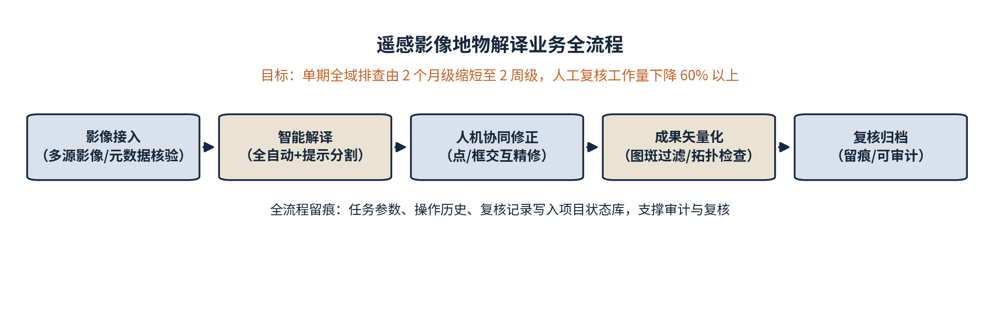 遥感影像地物解译业务全流程
目标：单期全域排查由 2 个月级缩短至 2 周级，人工复核工作量下降 60% 以上
影像接入
（多源影像/元数据核验）
智能解译
（全自动+提示分割）
人机协同修正
（点/框交互精修）
成果矢量化
（图斑过滤/拓扑检查）
复核归档
（留痕/可审计）
全流程留痕：任务参数、操作历史、复核记录写入项目状态库，支撑审计与复核